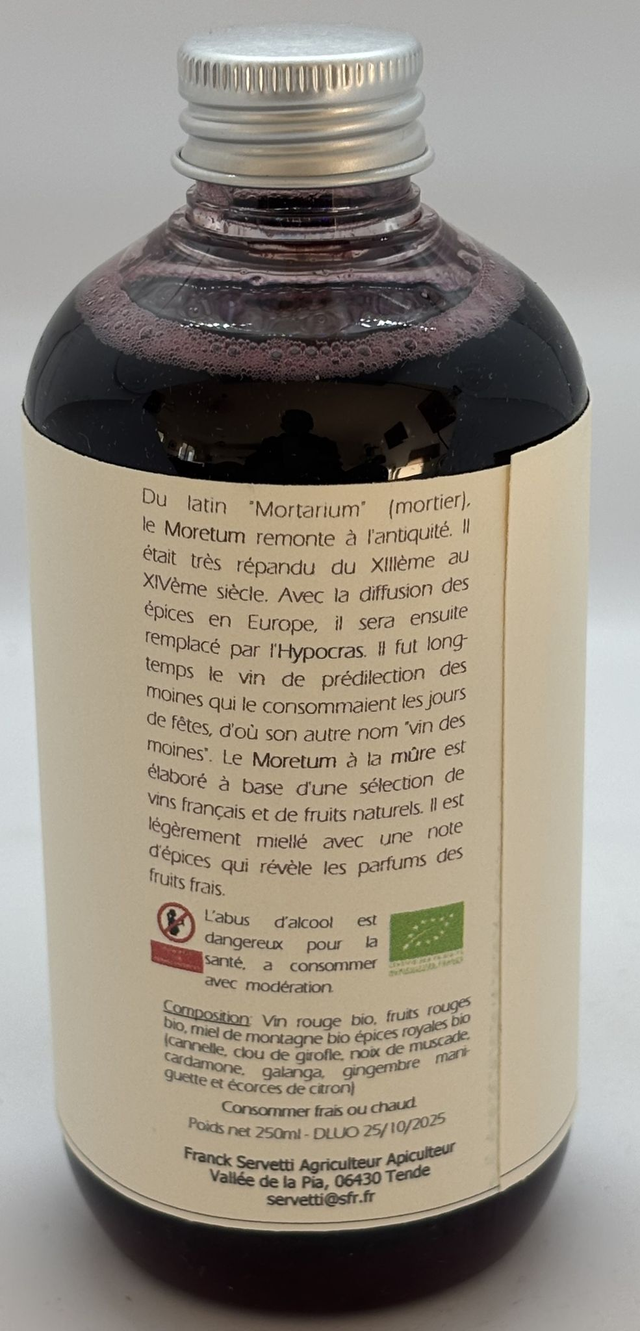 Du latin "Mortarium" (mortier),
le Moretum remonte à l'antiquité. Il
était très répandu du XIIIème au
XIVème siècle. Avec la diffusion des
épices en Europe, il sera ensuite
remplacé par l'Hypocras. Il fut long-
temps le vin de prédilection des
moines qui le consommaient les jours
de fêtes, d'où son autre nom "vin des
moines". Le Moretum à la mûre est
élaboré à base d'une sélection de
vins français et de fruits naturels. Il est
légèrement miellé avec une note
d'épices qui révèle les parfums des
fruits frais.
L'abus d'alcool est
dangereux pour la
santé, a consommer
avec modération.
Composition: Vin rouge bio, fruits rouges
bio, miel de montagne bio épices royales bio
(cannelle, clou de girofle, noix de muscade,
cardamone, galanga, gingembre mani-
guette et écorces de citron)
Consommer frais ou chaud.
Poids net 250ml - DLUO 25/10/2025
Franck Servetti Agriculteur Apiculteur
Vallée de la Pia, 06430 Tende
servetti@sfr.fr